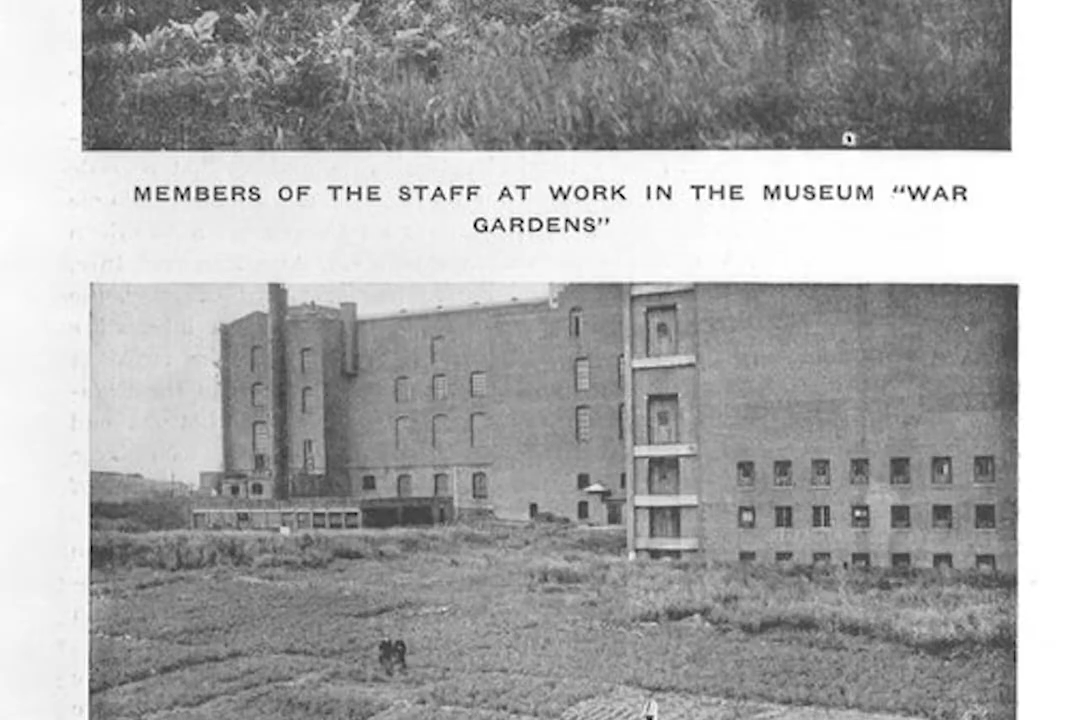 MEMBERS OF THE STAFF AT WORK IN THE MUSEUM “WAR
GARDENS”